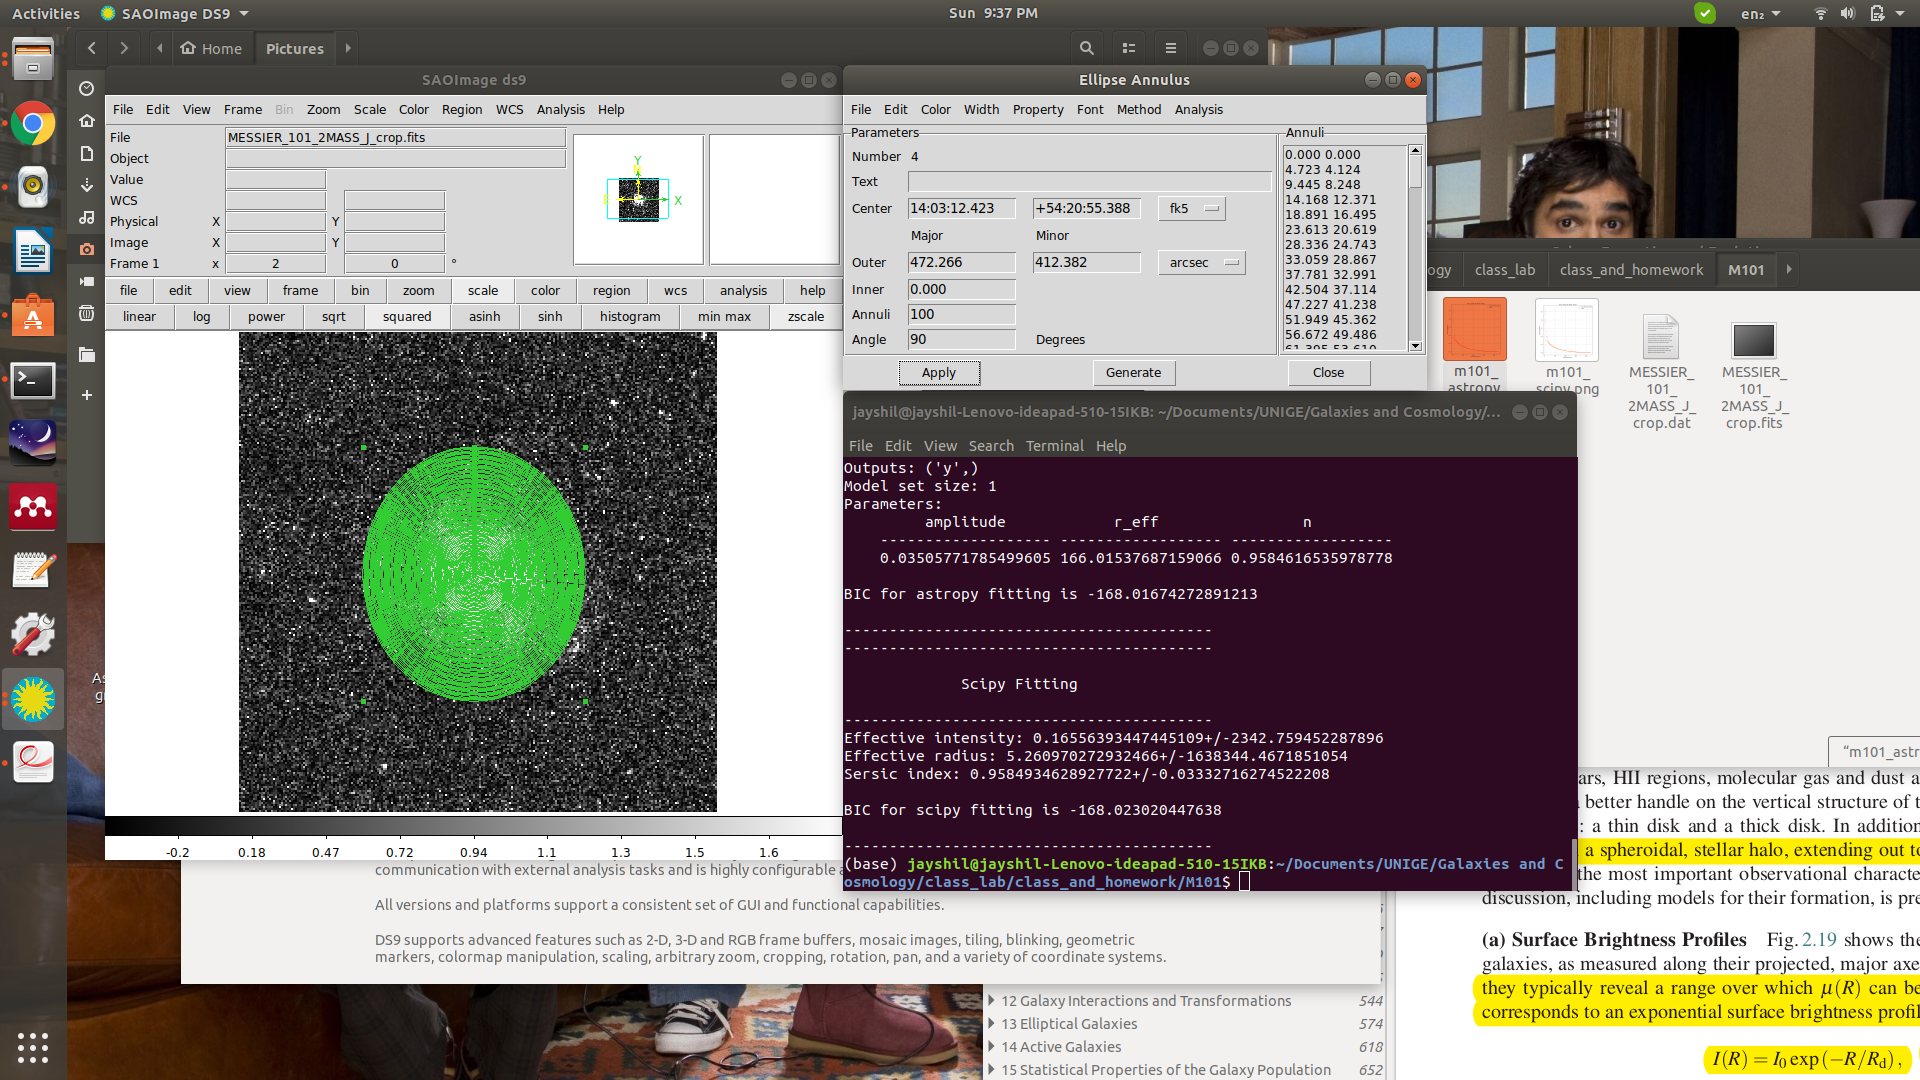 Activities
SAOImage DS9
Sun 9:37 PM
en₂
Home
Pictures
SAOImage ds9
File Edit View Frame Bin Zoom Scale Color Region WCS Analysis Help
File MESSIER_101_2MASS_J_crop.fits
Object
Value
WCS
Physical X Y
Image X Y
Frame 1 x 2 0 °
Y
X
file edit view frame bin zoom scale color region wcs analysis help
linear log power sqrt squared asinh sinh histogram min max zscale
-0.2 0.18 0.47 0.72 0.94 1.1 1.3 1.6
Ellipse Annulus
File Edit Color Width Property Font Method Analysis
Parameters
Number 4
Text
Center 14:03:12.423 +54:20:55.388 fk5
Major Minor
Outer 472.266 412.382 arcsec
Inner 0.000
Annuli 100
Angle 90 Degrees
Apply Generate Close
Annuli
0.000 0.000
4.723 4.124
9.445 8.248
14.168 12.371
18.891 16.495
23.613 20.619
28.336 24.743
33.059 28.867
37.781 32.991
42.504 37.114
47.227 41.238
51.949 45.362
56.672 49.486
61.395 53.610
ogy class_lab class_and_homework M101
m101_
astropy
m101_
scipy.png
MESSIER_
101_
2MASS_J_
crop.dat
MESSIER_
101_
2MASS_J_
crop.fits
jayshil@jayshil-Lenovo-ideapad-510-15IKB: ~/Documents/UNIGE/Galaxies and Cosmology/...
File Edit View Search Terminal Help
Outputs: ('y',)
Model set size: 1
Parameters:
amplitude r_eff n
------------------- ------------------ ------------------
0.03505771785499605 166.01537687159066 0.9584616535978778
BIC for astropy fitting is -168.01674272891213
-----------------------------------------
-----------------------------------------
Scipy Fitting
-----------------------------------------
Effective intensity: 0.16556393447445109+/-2342.759452287896
Effective radius: 5.260970272932466+/-1638344.4671851054
Sersic index: 0.9584934628927722+/-0.03332716274522208
BIC for scipy fitting is -168.023020447638
-----------------------------------------
(base) jayshil@jayshil-Lenovo-ideapad-510-15IKB:~/Documents/UNIGE/Galaxies and C
osmology/class_lab/class_and_homework/M101$
As
gr
communication with external analysis tasks and is highly configurable a
All versions and platforms support a consistent set of GUI and functional capabilities.
DS9 supports advanced features such as 2-D, 3-D and RGB frame buffers, mosaic images, tiling, blinking, geometric
markers, colormap manipulation, scaling, arbitrary zoom, cropping, rotation, pan, and a variety of coordinate systems.
12 Galaxy Interactions and Transformations 544
13 Elliptical Galaxies 574
14 Active Galaxies 618
15 Statistical Properties of the Galaxy Population 652
“m101_astr
ars, HII regions, molecular gas and dust a
better handle on the vertical structure of t
: a thin disk and a thick disk. In addition
a spheroidal, stellar halo, extending out to
the most important observational characte
discussion, including models for their formation, is pre
(a) Surface Brightness Profiles Fig. 2.19 shows the
galaxies, as measured along their projected, major axe
they typically reveal a range over which μ(R) can be
corresponds to an exponential surface brightness profil
I(R) = I₀ exp(−R/R_d),